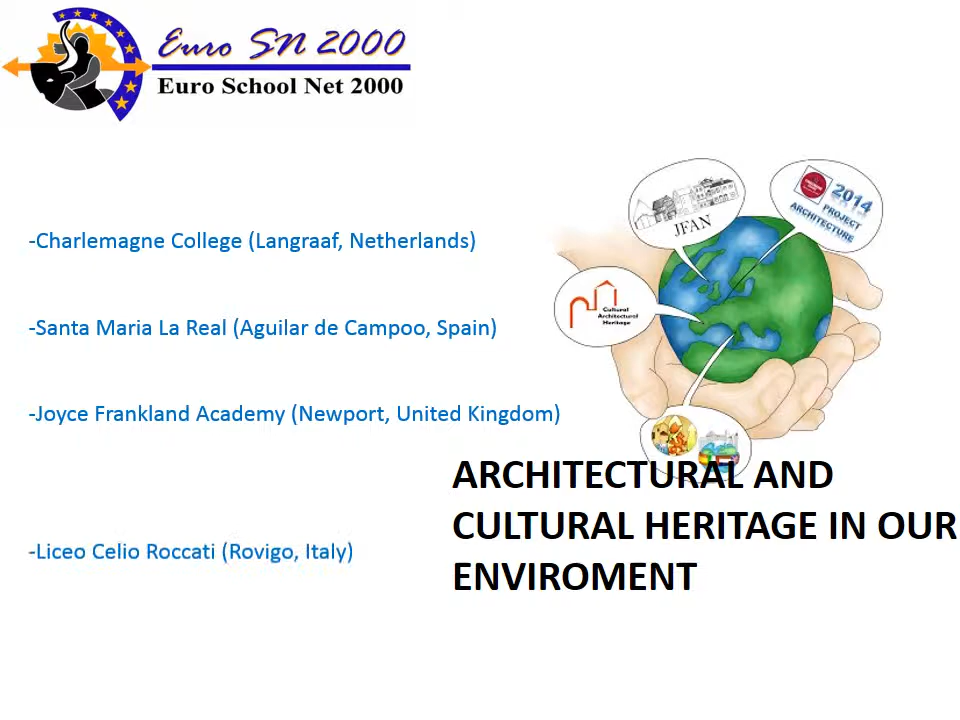 Euro SN 2000
Euro School Net 2000
-Charlemagne College (Langraaf, Netherlands)
-Santa Maria La Real (Aguilar de Campoo, Spain)
-Joyce Frankland Academy (Newport, United Kingdom)
-Liceo Celio Roccati (Rovigo, Italy)
JFAN
2014
PROJECT
ARCHITECTURE
Cultural
Architectural
Heritage
ARCHITECTURAL AND
CULTURAL HERITAGE IN OUR
ENVIROMENT